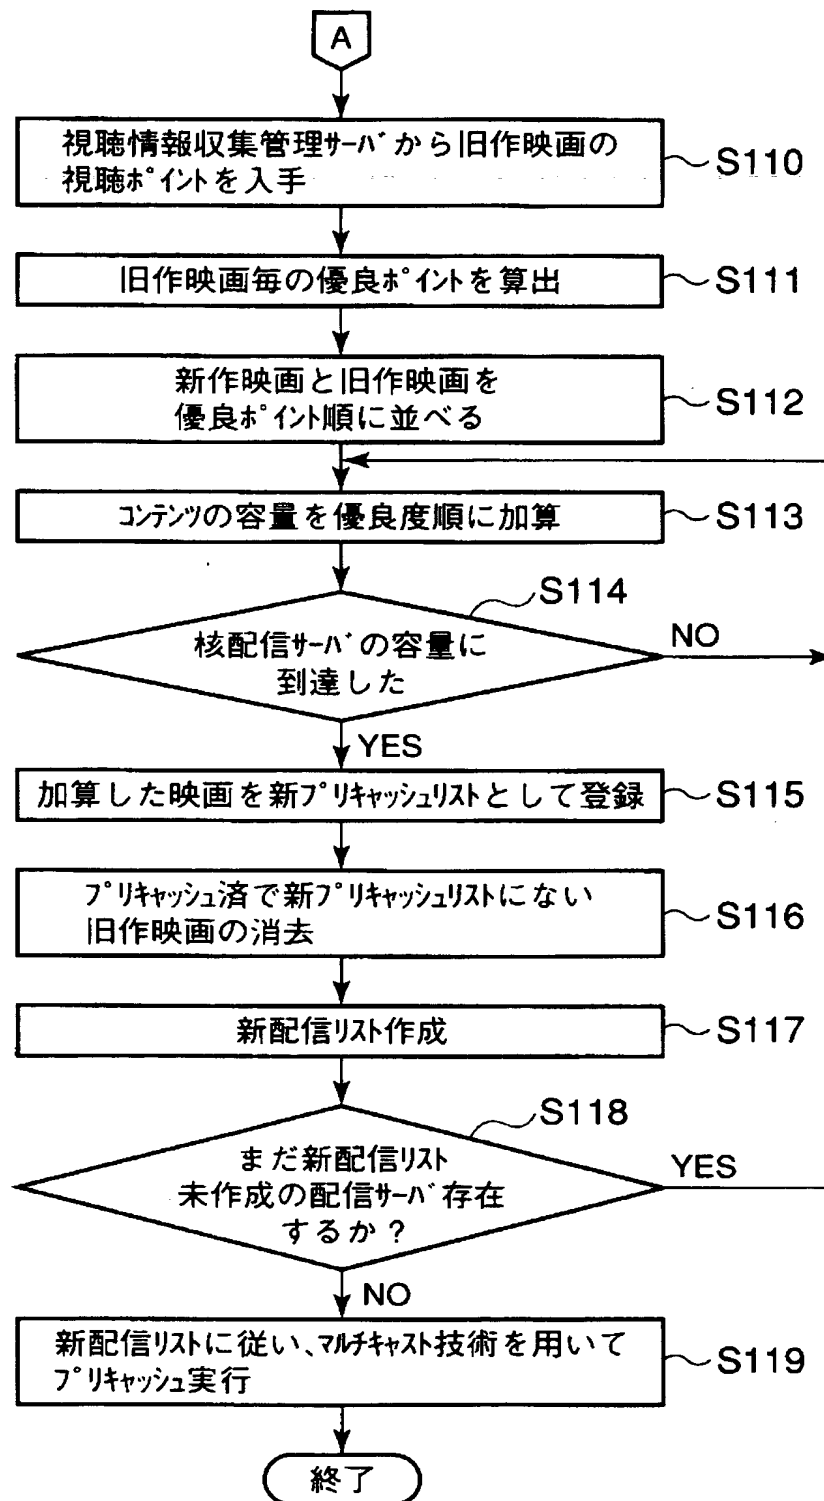 A
視聴情報収集管理ｻｰﾊﾞから旧作映画の
視聴ﾎﾟｲﾝﾄを入手
S110
旧作映画毎の優良ﾎﾟｲﾝﾄを算出
S111
新作映画と旧作映画を
優良ﾎﾟｲﾝﾄ順に並べる
S112
ｺﾝﾃﾝﾂの容量を優良度順に加算
S113
S114
核配信ｻｰﾊﾞの容量に
到達した
NO
YES
加算した映画を新ﾌﾟﾘｷｬｯｼｭﾘｽﾄとして登録
S115
ﾌﾟﾘｷｬｯｼｭ済で新ﾌﾟﾘｷｬｯｼｭﾘｽﾄにない
旧作映画の消去
S116
新配信ﾘｽﾄ作成
S117
S118
まだ新配信ﾘｽﾄ
未作成の配信ｻｰﾊﾞ存在
するか？
YES
NO
新配信ﾘｽﾄに従い、ﾏﾙﾁｷｬｽﾄ技術を用いて
ﾌﾟﾘｷｬｯｼｭ実行
S119
終了